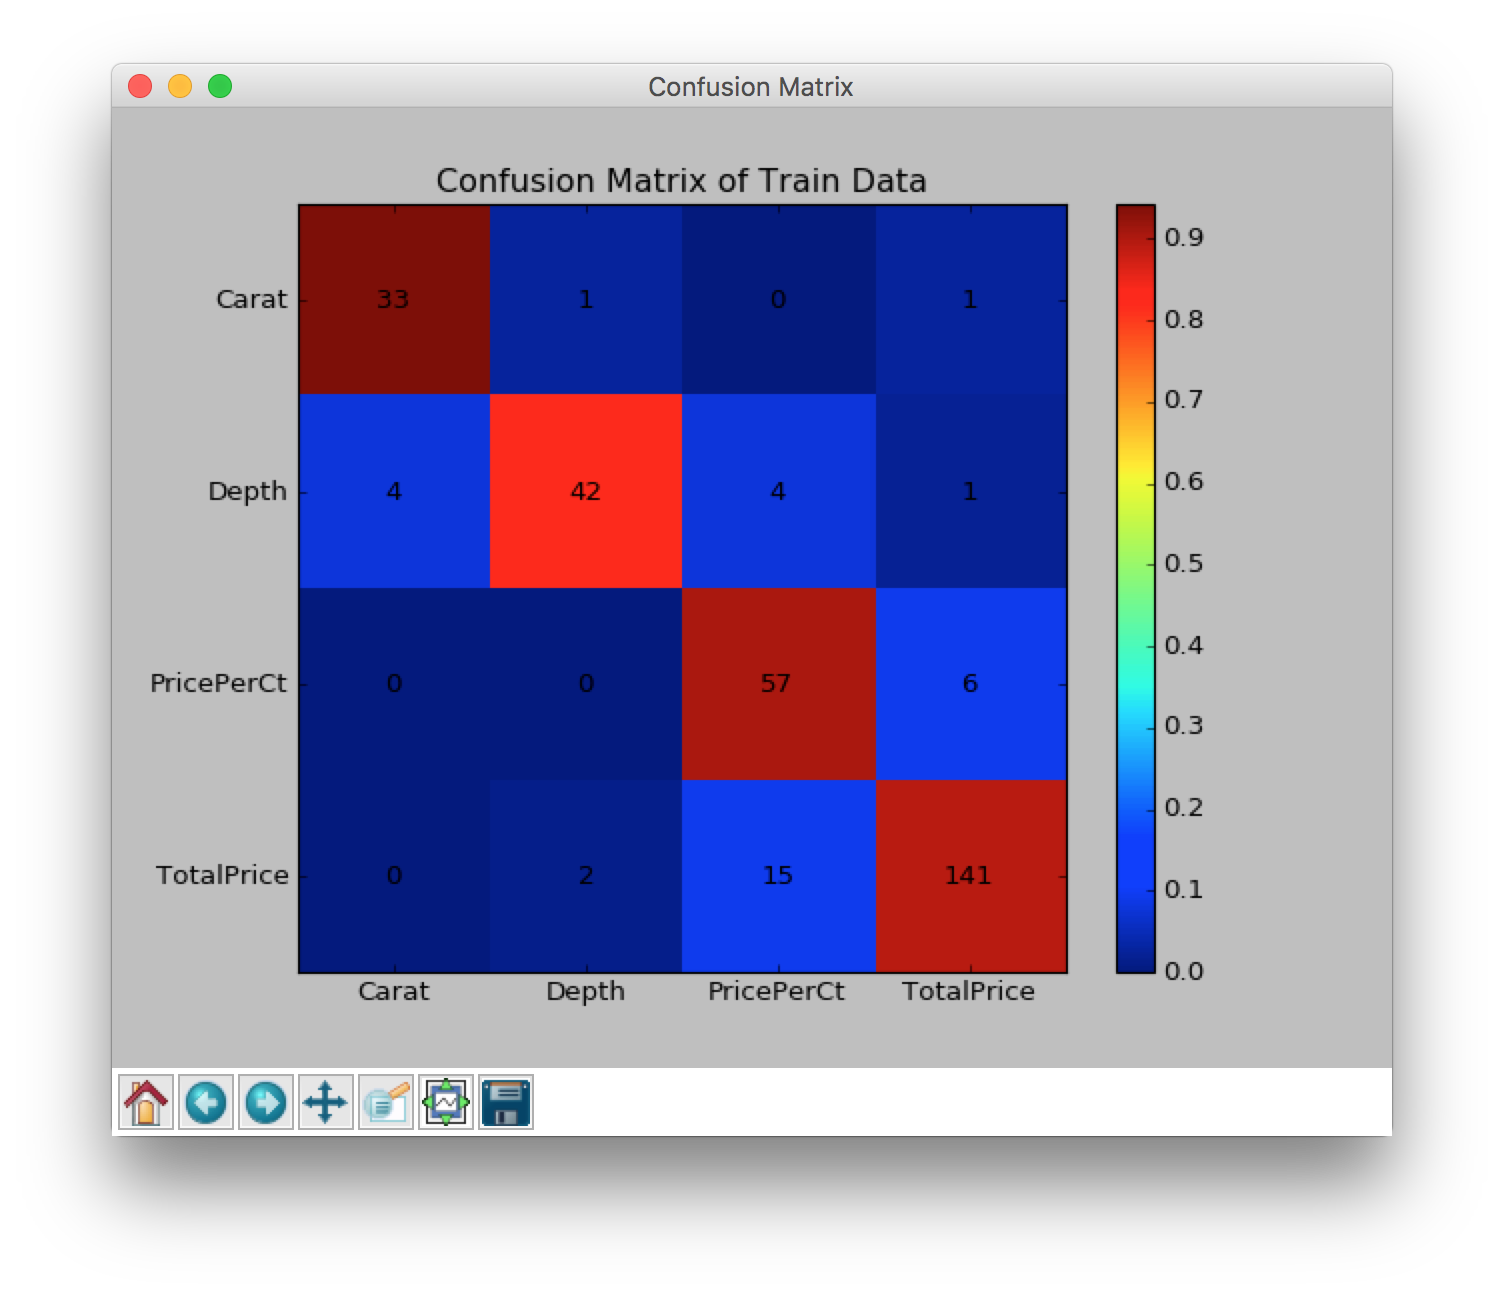 Confusion Matrix
Confusion Matrix of Train Data
0.9
Carat 33 1 0 1
0.8
0.7
Depth 4 42 4 1
0.6
0.5
0.4
PricePerCt 0 0 57 6
0.3
0.2
TotalPrice 0 2 15 141
0.1
0.0
Carat Depth PricePerCt TotalPrice